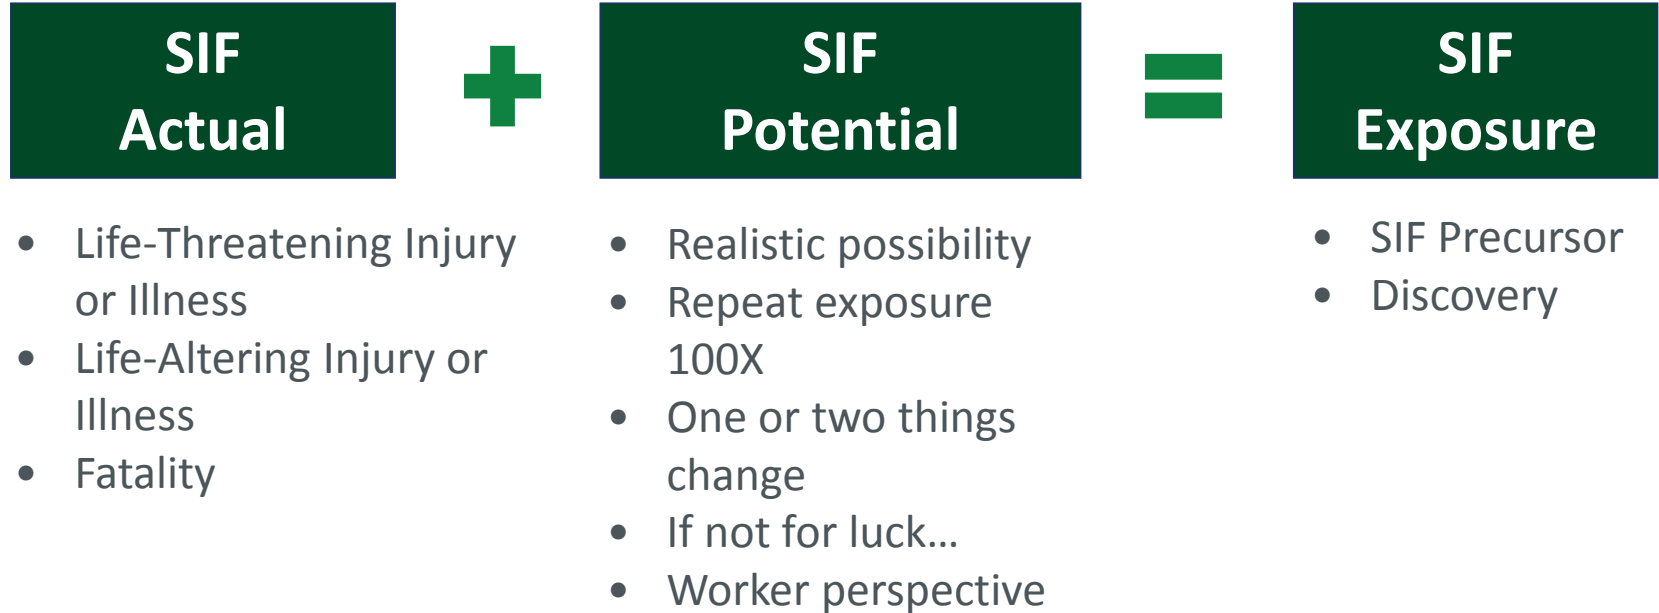 SIF
Actual
SIF
Potential
SIF
Exposure
• Life-Threatening Injury
or Illness
• Life-Altering Injury or
Illness
• Fatality
• Realistic possibility
• Repeat exposure
100X
• One or two things
change
• If not for luck…
• Worker perspective
• SIF Precursor
• Discovery